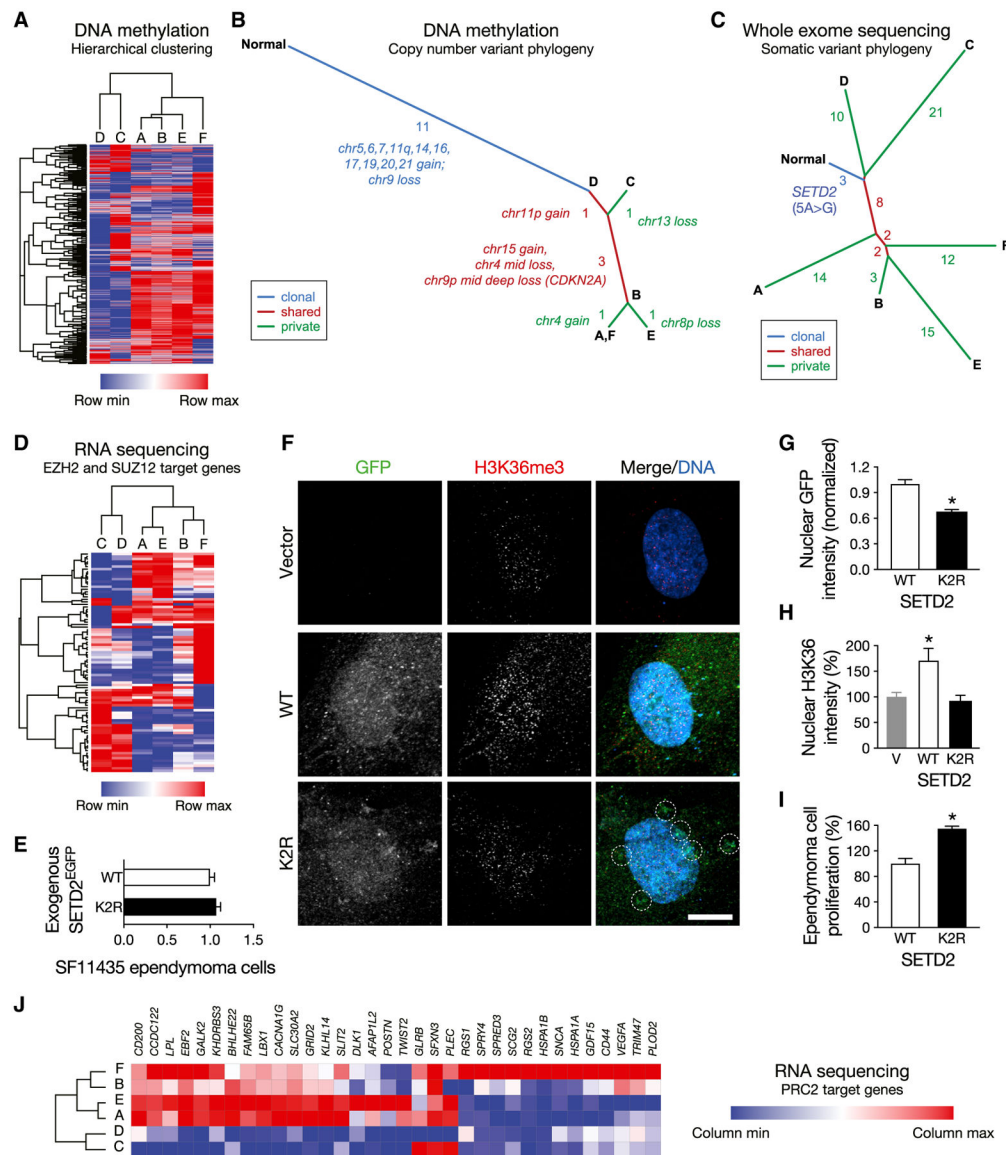 A
DNA methylation
Hierarchical clustering
D C A B E F
Row min Row max
B
DNA methylation
Copy number variant phylogeny
Normal
11
chr5,6,7,11q,14,16,
17,19,20,21 gain;
chr9 loss
D C
chr11p gain 1 1 chr13 loss
chr15 gain,
chr4 mid loss,
chr9p mid deep loss (CDKN2A)
3
B
chr4 gain 1 1 chr8p loss
A,F E
clonal
shared
private
C
Whole exome sequencing
Somatic variant phylogeny
C
D
10 21
Normal
3
SETD2
(5A>G)
8
2
2
F
12
A 14
3
B
15
E
clonal
shared
private
D
RNA sequencing
EZH2 and SUZ12 target genes
C D A E B F
Row min Row max
E
Exogenous
SETD2EGFP
WT
K2R
0.0 0.5 1.0 1.5
SF11435 ependymoma cells
F
GFP H3K36me3 Merge/DNA
Vector
WT
K2R
G
Nuclear GFP
intensity (normalized)
1.2
0.9
0.6
0.3
0.0
*
WT K2R
SETD2
H
Nuclear H3K36
intensity (%)
200
150
100
50
0
*
V WT K2R
SETD2
I
Ependymoma cell
proliferation (%)
160
120
80
40
0
*
WT K2R
SETD2
J
CD200
CCDC122
LPL
EBF2
GALK2
KHDRBS3
BHLHE22
FAM65B
LBX1
CACNA1G
SLC30A2
GRID2
KLHL14
SLIT2
DLK1
AFAP1L2
POSTN
TWIST2
GLRB
SFXN3
PLEC
RGS1
SPRY4
SPRED3
SCG2
RGS2
HSPA1B
SNCA
HSPA1A
GDF15
CD44
VEGFA
TRIM47
PLOD2
F
B
E
A
D
C
RNA sequencing
PRC2 target genes
Column min Column max